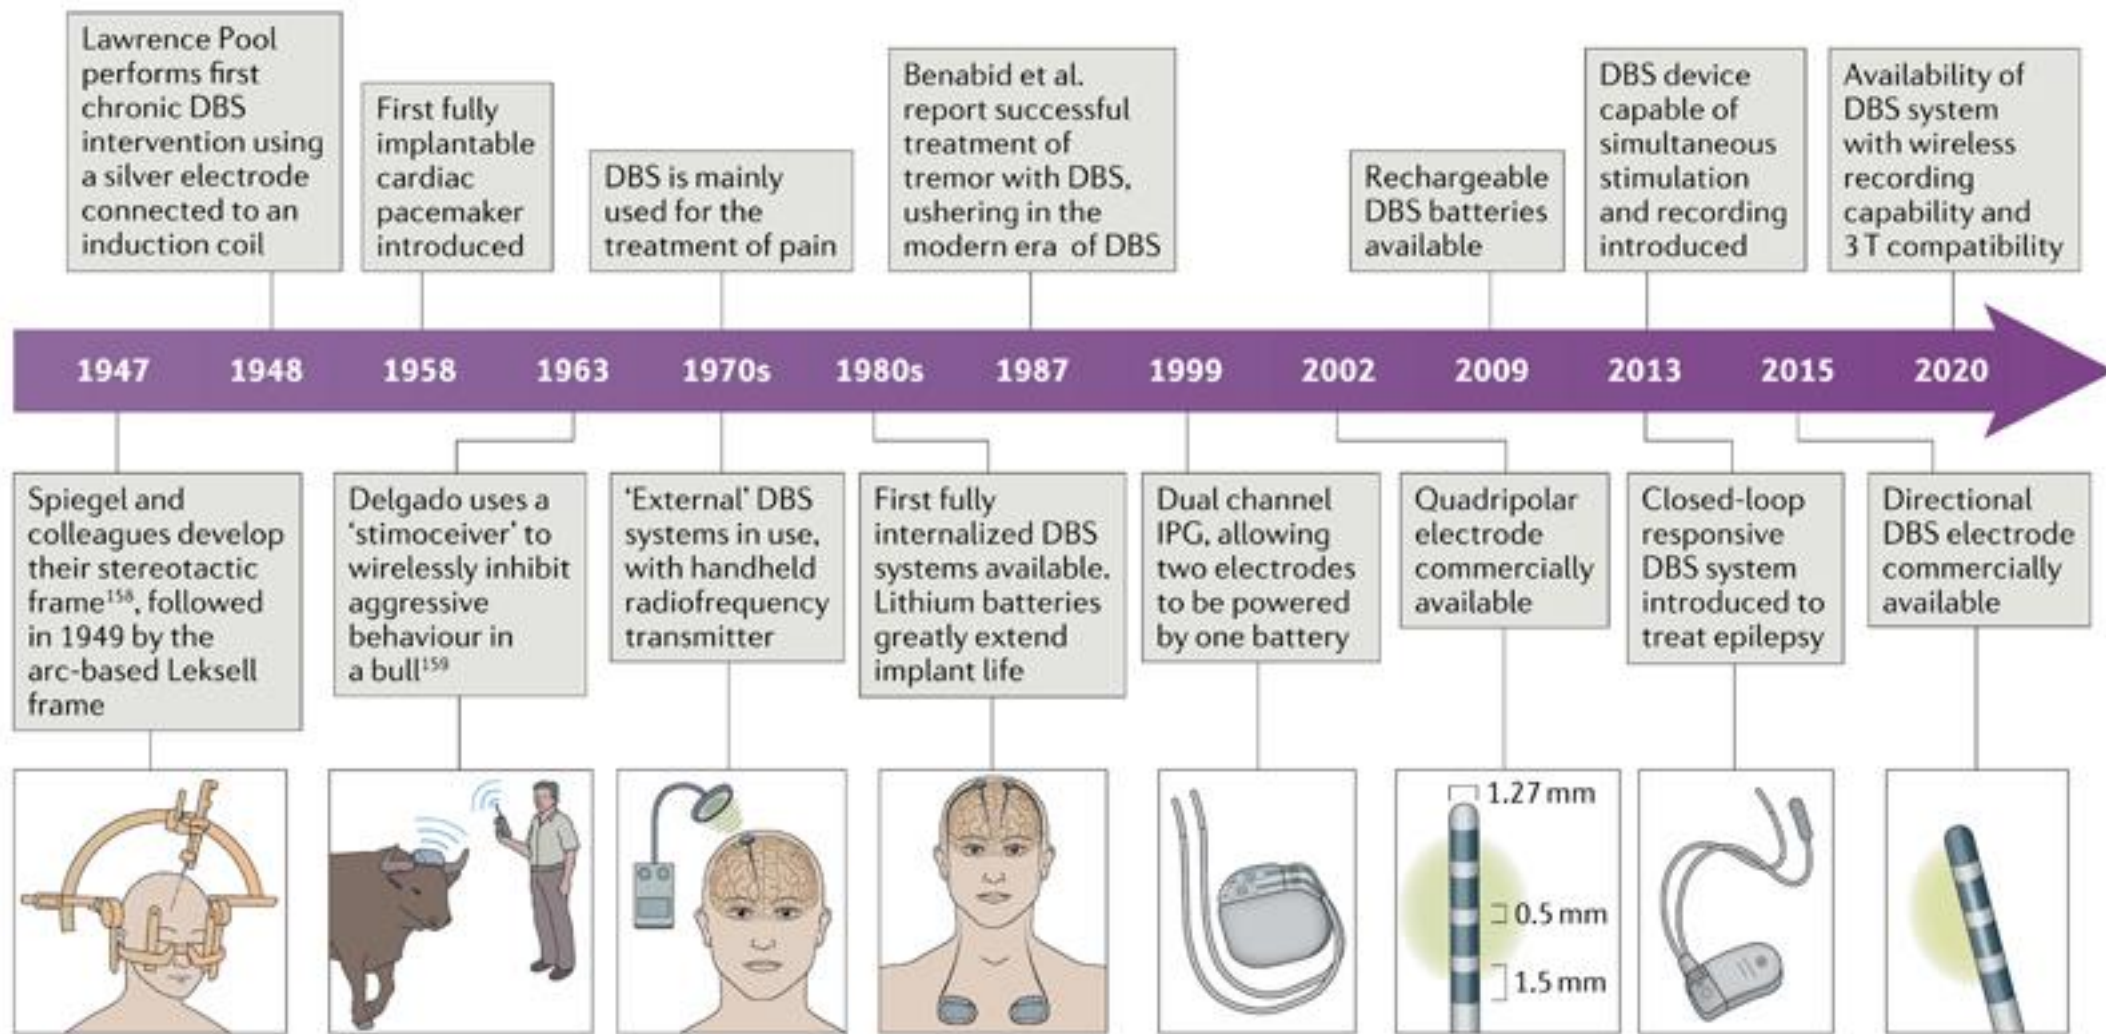 Lawrence Pool
performs first
chronic DBS
intervention using
a silver electrode
connected to an
induction coil
First fully
implantable
cardiac
pacemaker
introduced
DBS is mainly
used for the
treatment of pain
Benabid et al.
report successful
treatment of
tremor with DBS,
ushering in the
modern era of DBS
Rechargeable
DBS batteries
available
DBS device
capable of
simultaneous
stimulation
and recording
introduced
Availability of
DBS system
with wireless
recording
capability and
3 T compatibility
1947 1948 1958 1963 1970s 1980s 1987 1999 2002 2009 2013 2015 2020
Spiegel and
colleagues develop
their stereotactic
frame¹⁵⁸, followed
in 1949 by the
arc-based Leksell
frame
Delgado uses a
‘stimoceiver’ to
wirelessly inhibit
aggressive
behaviour in
a bull¹⁵⁹
‘External’ DBS
systems in use,
with handheld
radiofrequency
transmitter
First fully
internalized DBS
systems available.
Lithium batteries
greatly extend
implant life
Dual channel
IPG, allowing
two electrodes
to be powered
by one battery
Quadripolar
electrode
commercially
available
Closed-loop
responsive
DBS system
introduced to
treat epilepsy
Directional
DBS electrode
commercially
available
1.27 mm
0.5 mm
1.5 mm